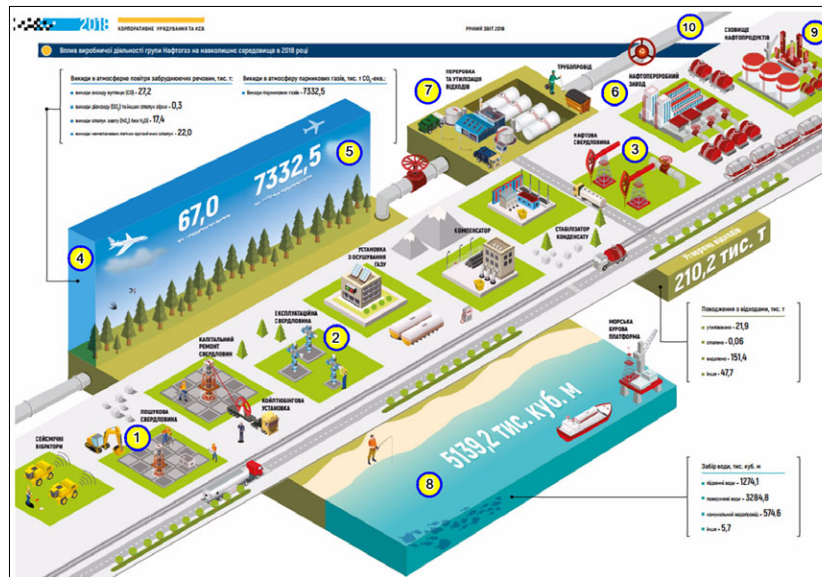 2018
КОРПОРАТИВНЕ УРЯДУВАННЯ ТА КСВ
РІЧНИЙ ЗВІТ 2018
Вплив виробничої діяльності групи Нафтогаз на навколишнє середовище в 2018 році
Викиди в атмосферне повітря забруднюючих речовин, тис. т:
викиди оксиду вуглецю (CO) - 27,2
викиди діоксиду (SO₂) та інших сполук сірки - 0,3
викиди сполук азоту (NOₓ) без N₂O - 17,4
викиди неметанових летких органічних сполук - 22,0
Викиди в атмосферу парникових газів, тис. т CO₂-екв.:
Викиди парникових газів - 7332,5
10
9
СХОВИЩЕ
НАФТОПРОДУКТІВ
ТРУБОПРОВІД
7
ПЕРЕРОБКА
ТА УТИЛІЗАЦІЯ
ВІДХОДІВ
6
НАФТОПЕРЕРОБНИЙ
ЗАВОД
5
67,0
7332,5
НАФТОВА
СВЕРДЛОВИНА
3
4
КОМПЕНСАТОР
СТАБІЛІЗАТОР
КОНДЕНСАТУ
УСТАНОВКА
З ОСУШУВАННЯ
ГАЗУ
Утворено відходів
210,2 тис. т
Поводження з відходами, тис. т
утилізовано - 21,9
спалено - 0,06
видалено - 151,4
інше - 47,7
ЕКСПЛУАТАЦІЙНА
СВЕРДЛОВИНА
2
МОРСЬКА
БУРОВА
ПЛАТФОРМА
КАПІТАЛЬНИЙ
РЕМОНТ
СВЕРДЛОВИН
КОЙЛТЮБІНГОВА
УСТАНОВКА
ПОШУКОВА
СВЕРДЛОВИНА
1
СЕЙСМІЧНІ
ВІБРАТОРИ
5139,2 тис. куб. м
8
Забір води, тис. куб. м
підземні води - 1274,1
поверхневі води - 3284,8
комунальний водопровід - 574,6
інше - 5,7